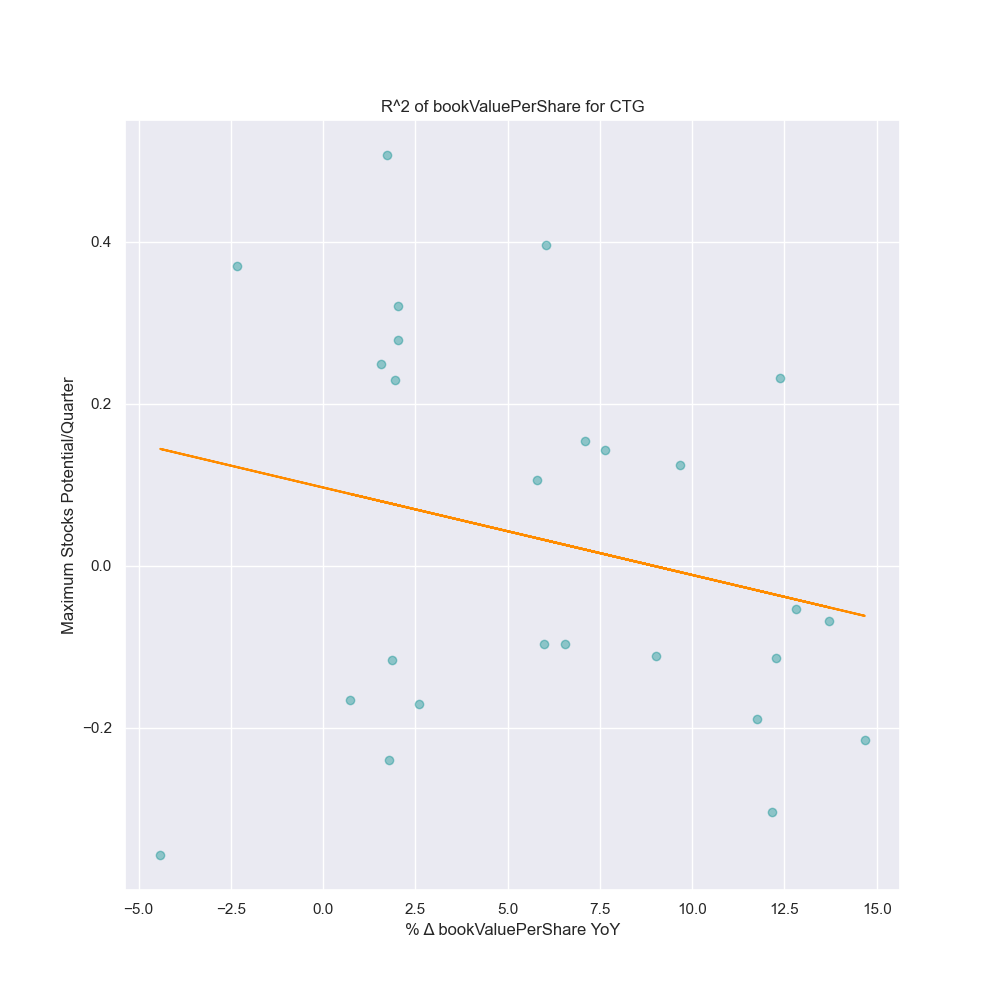 R^2 of bookValuePerShare for CTG
Maximum Stocks Potential/Quarter
0.4
0.2
0.0
−0.2
−5.0 −2.5 0.0 2.5 5.0 7.5 10.0 12.5 15.0
% Δ bookValuePerShare YoY